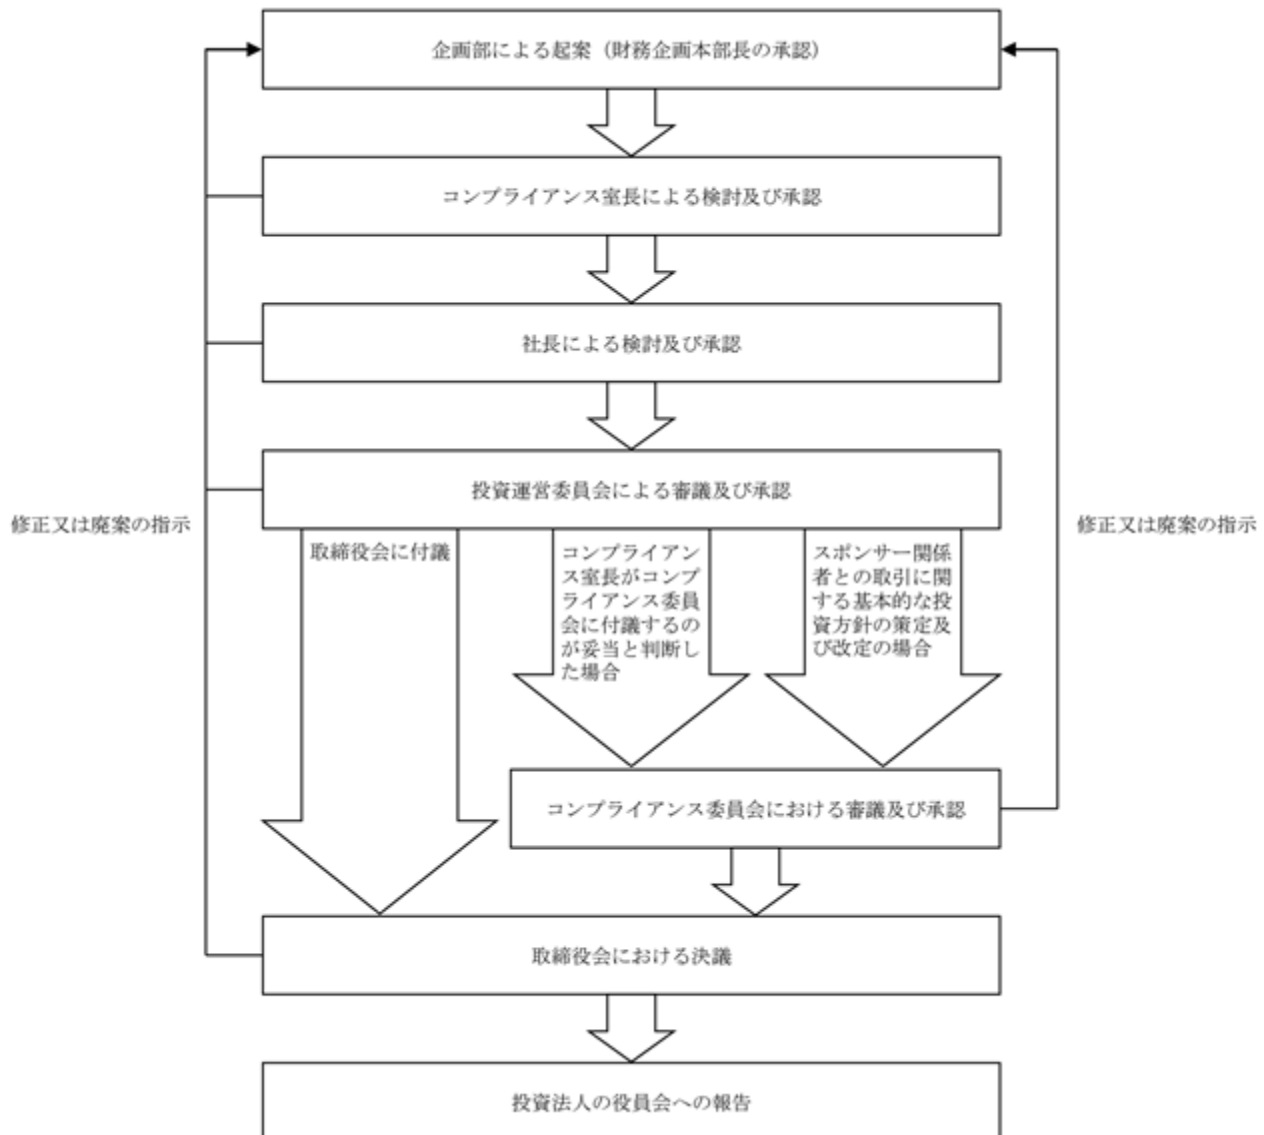 企画部による起案（財務企画本部長の承認）
コンプライアンス室長による検討及び承認
社長による検討及び承認
投資運営委員会による審議及び承認
修正又は廃案の指示
修正又は廃案の指示
取締役会に付議
コンプライアン
ス室長がコンプ
ライアンス委員
会に付議するの
が妥当と判断し
た場合
スポンサー関係
者との取引に関
する基本的な投
資方針の策定及
び改定の場合
コンプライアンス委員会における審議及び承認
取締役会における決議
投資法人の役員会への報告